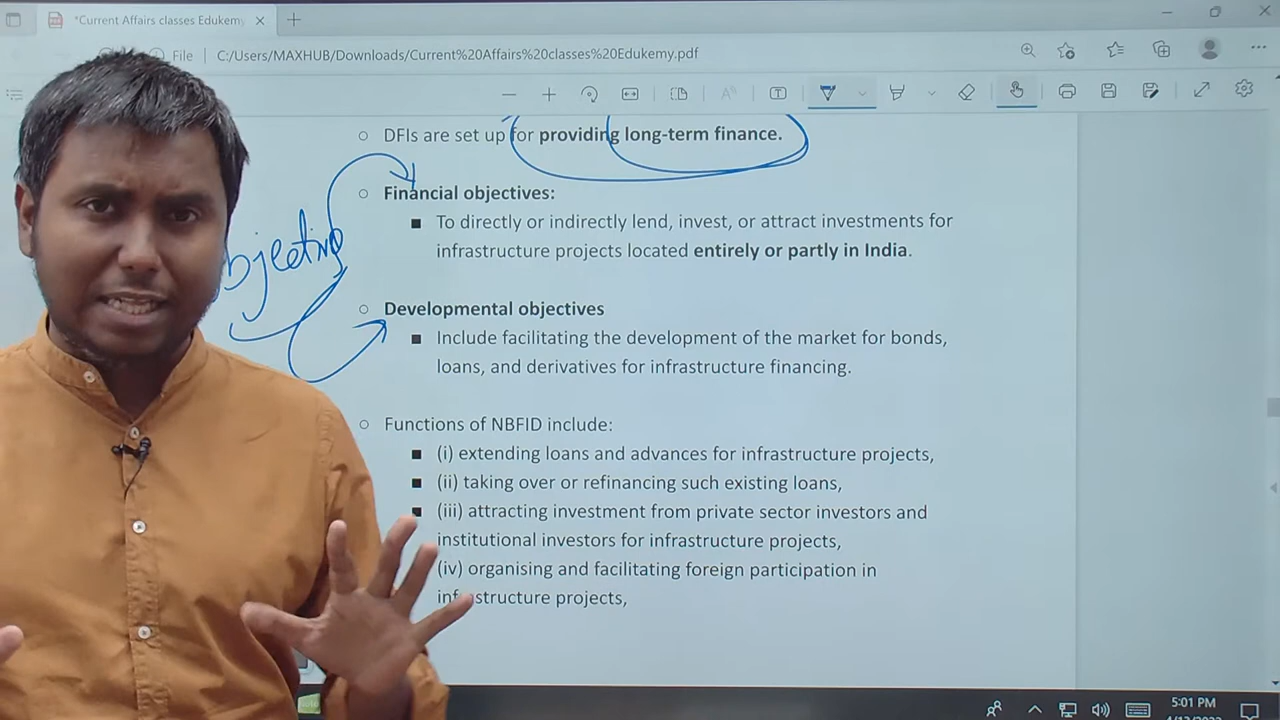 *Current Affairs classes Edukemy
File
C:/Users/MAXHUB/Downloads/Current%20Affairs%20classes%20Edukemy.pdf
DFIs are set up for providing long-term finance.
Financial objectives:
To directly or indirectly lend, invest, or attract investments for
infrastructure projects located entirely or partly in India.
Developmental objectives
Include facilitating the development of the market for bonds,
loans, and derivatives for infrastructure financing.
Functions of NBFID include:
(i) extending loans and advances for infrastructure projects,
(ii) taking over or refinancing such existing loans,
(iii) attracting investment from private sector investors and
institutional investors for infrastructure projects,
(iv) organising and facilitating foreign participation in
infrastructure projects,
5:01 PM